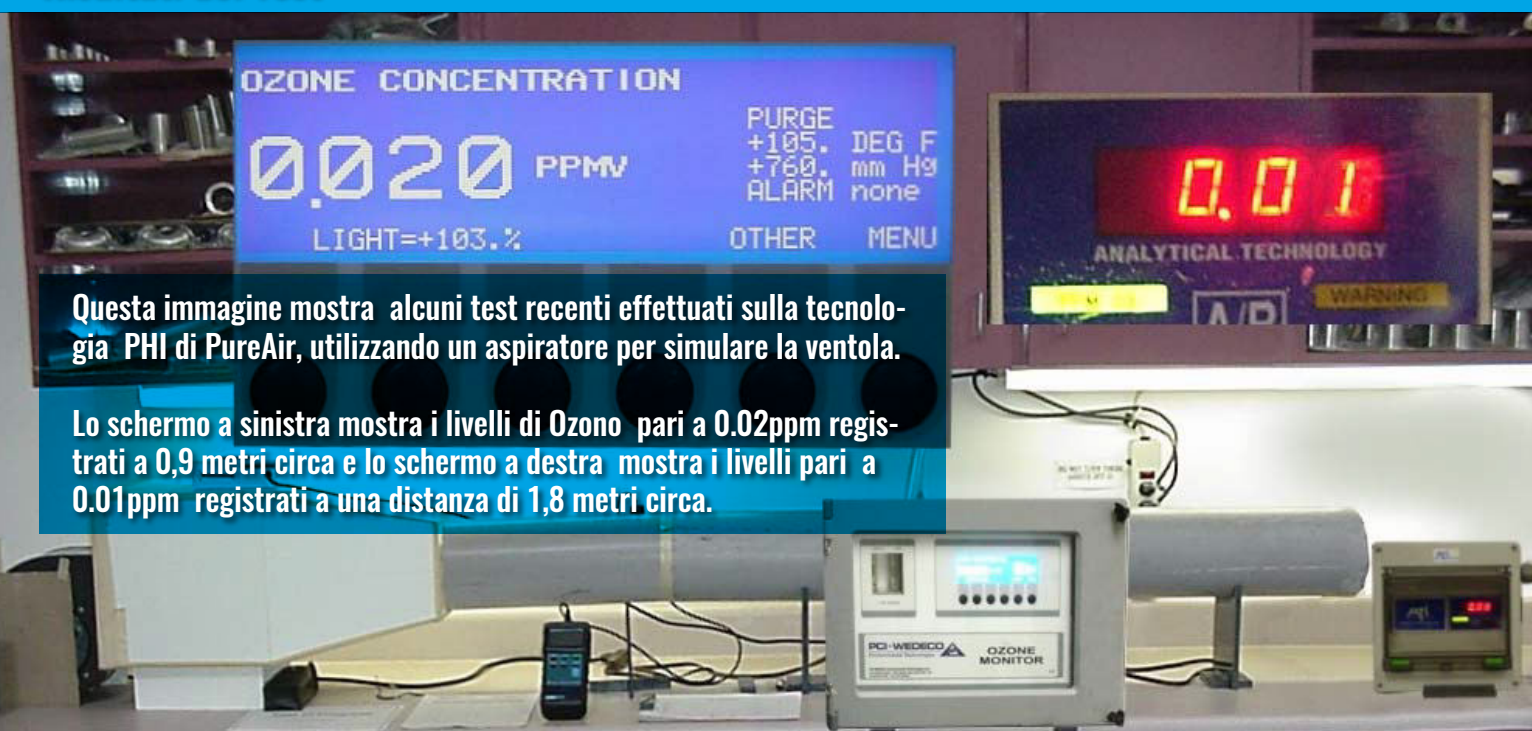 OZONE CONCENTRATION
0.020 PPMV
PURGE
+105. DEG F
+760. mm Hg
ALARM none
LIGHT=+103.%
OTHER MENU
0.01
ANALYTICAL TECHNOLOGY
A/P
WARNING
Questa immagine mostra alcuni test recenti effettuati sulla tecnolo-
gia PHI di PureAir, utilizzando un aspiratore per simulare la ventola.
Lo schermo a sinistra mostra i livelli di Ozono pari a 0.02ppm regis-
trati a 0,9 metri circa e lo schermo a destra mostra i livelli pari a
0.01ppm registrati a una distanza di 1,8 metri circa.
PCI-WEDECO
OZONE
MONITOR